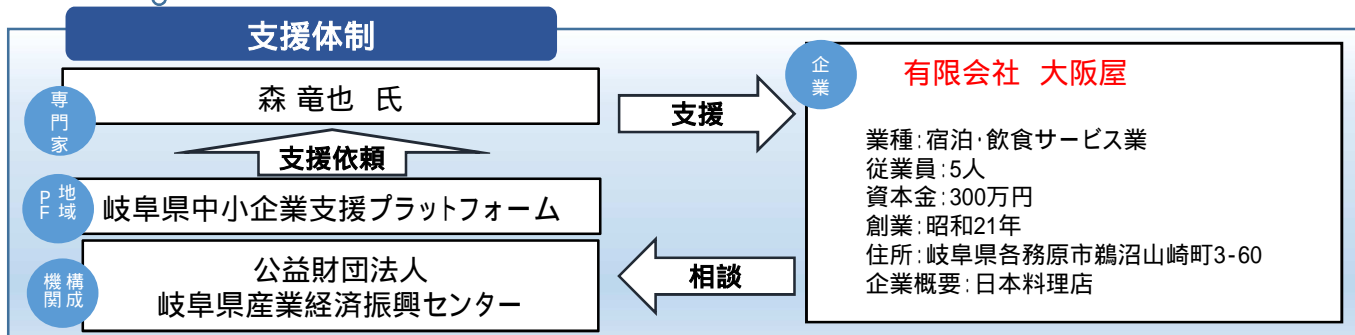 支援体制
専門家
森 竜也 氏
支援依頼
地域PF
岐阜県中小企業支援プラットフォーム
構成機関
公益財団法人
岐阜県産業経済振興センター
支援
相談
企業
有限会社 大阪屋
業種:宿泊・飲食サービス業
従業員:5人
資本金:300万円
創業:昭和21年
住所:岐阜県各務原市鵜沼山崎町3-60
企業概要:日本料理店